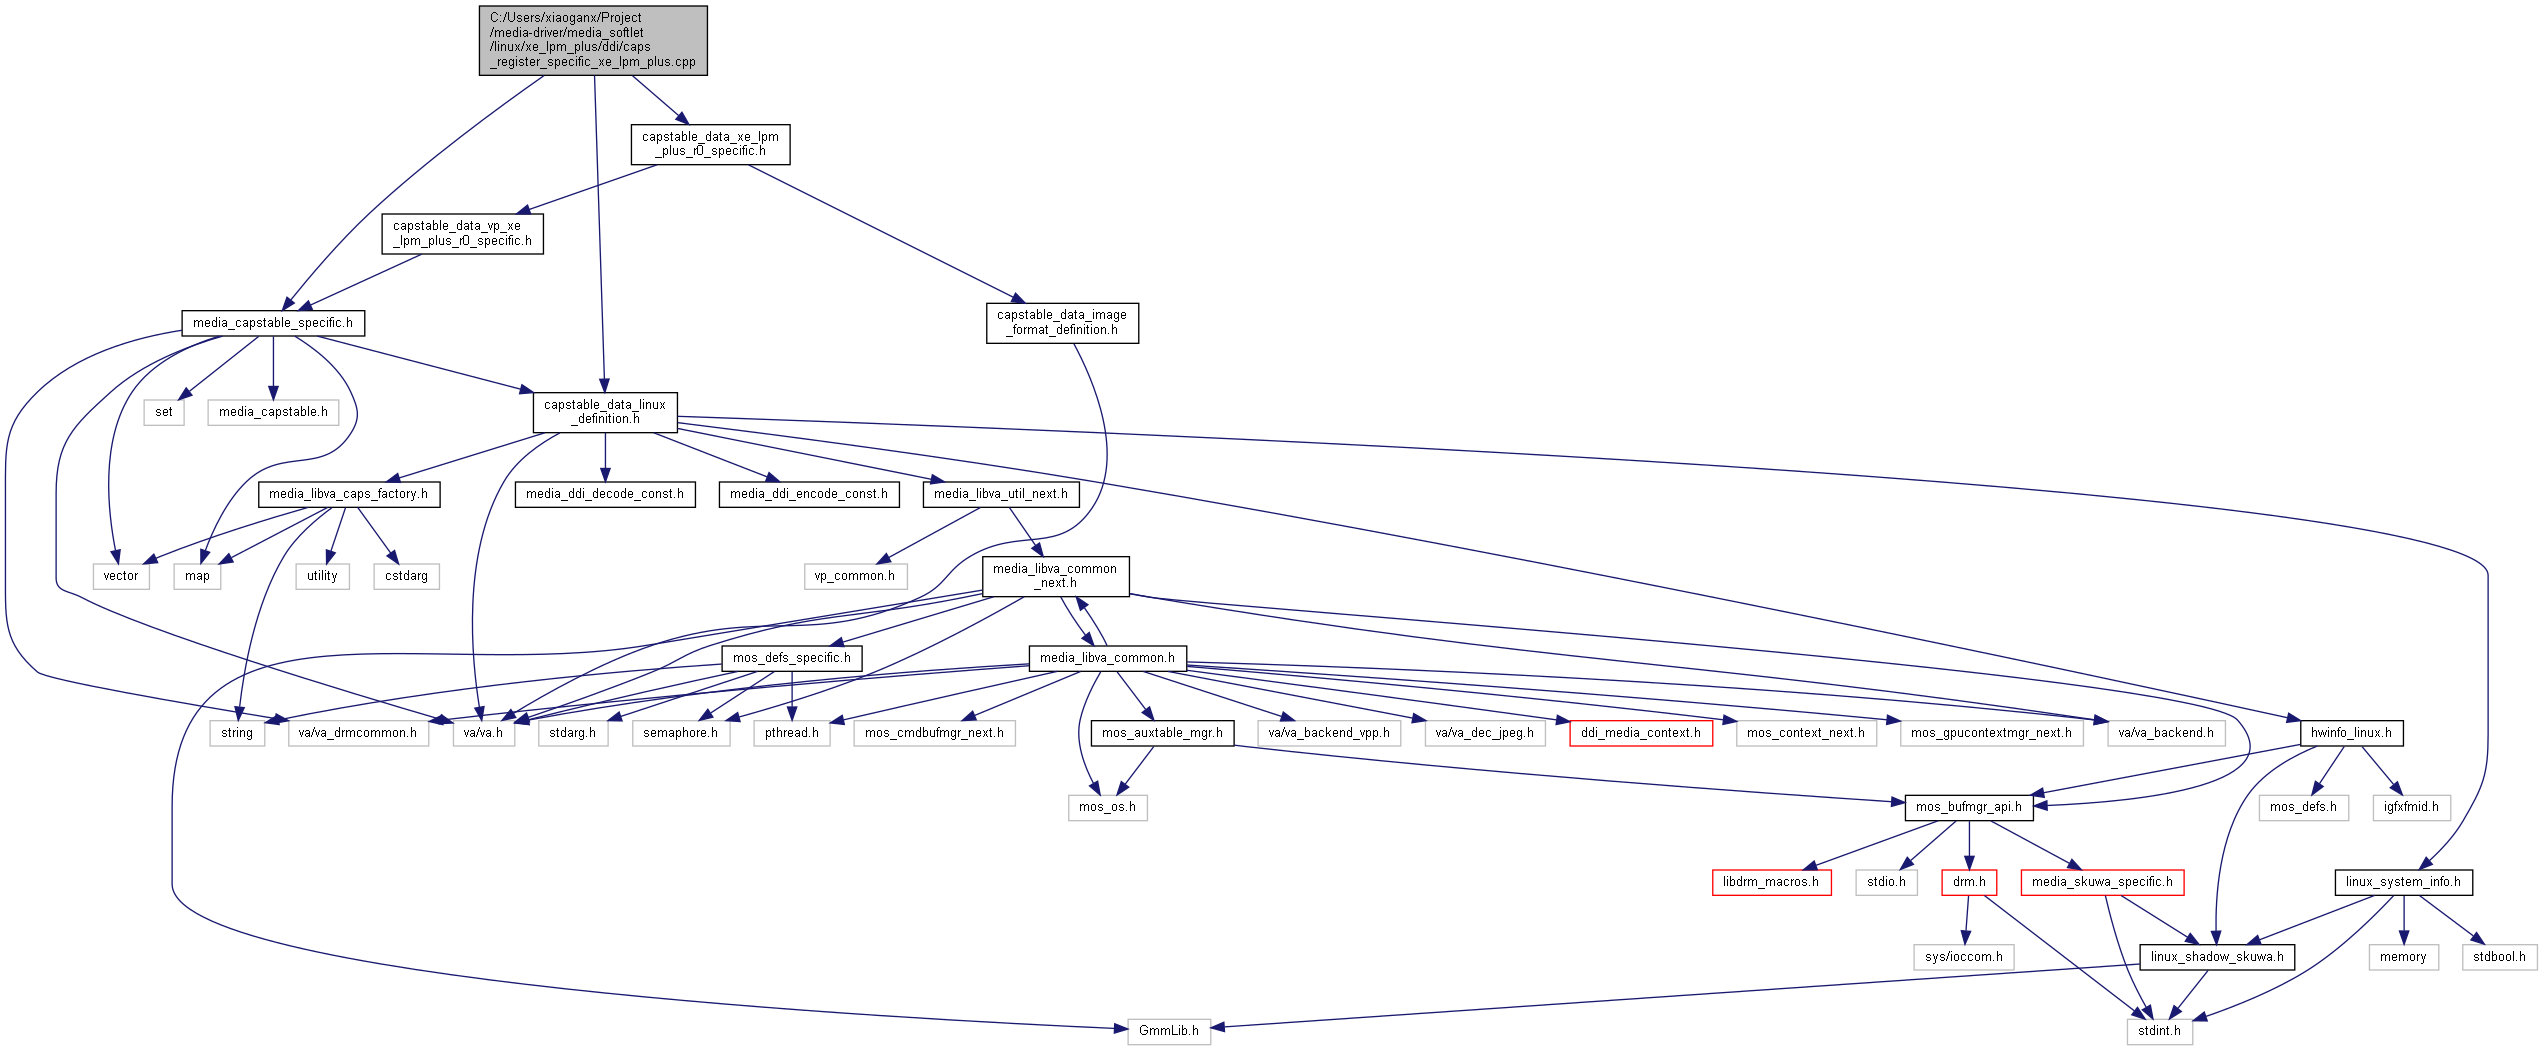 C:/Users/xiaoganx/Project
/media-driver/media_softlet
/linux/xe_lpm_plus/ddi/caps
_register_specific_xe_lpm_plus.cpp
capstable_data_xe_lpm
_plus_r0_specific.h
capstable_data_vp_xe
_lpm_plus_r0_specific.h
media_capstable_specific.h
capstable_data_image
_format_definition.h
set
media_capstable.h
capstable_data_linux
_definition.h
media_libva_caps_factory.h
media_ddi_decode_const.h
media_ddi_encode_const.h
media_libva_util_next.h
vector
map
utility
cstdarg
vp_common.h
media_libva_common
_next.h
mos_defs_specific.h
media_libva_common.h
string
va/va_drmcommon.h
va/va.h
stdarg.h
semaphore.h
pthread.h
mos_cmdbufmgr_next.h
mos_auxtable_mgr.h
va/va_backend_vpp.h
va/va_dec_jpeg.h
ddi_media_context.h
mos_context_next.h
mos_gpucontextmgr_next.h
va/va_backend.h
hwinfo_linux.h
mos_os.h
mos_bufmgr_api.h
mos_defs.h
igfxfmid.h
libdrm_macros.h
stdio.h
drm.h
media_skuwa_specific.h
linux_system_info.h
sys/ioccom.h
linux_shadow_skuwa.h
memory
stdbool.h
GmmLib.h
stdint.h